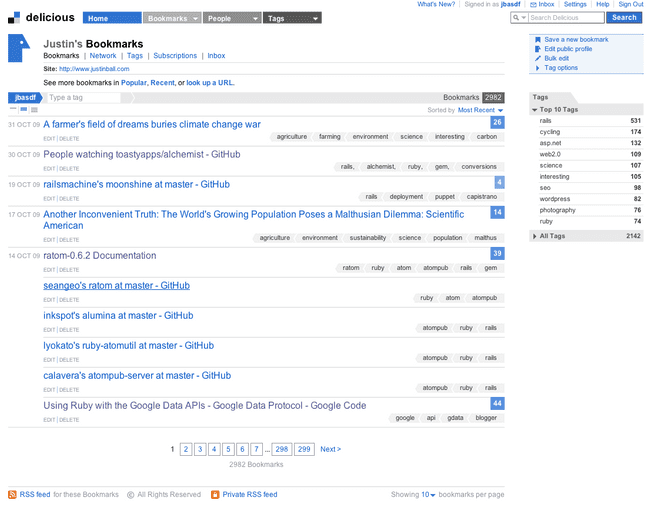 What's New? | Signed in as jbasdf | Inbox | Settings | Help | Sign Out
delicious Home Bookmarks People Tags Search Delicious Search
Justin's Bookmarks
Bookmarks | Network | Tags | Subscriptions | Inbox
Site: http://www.justinball.com
See more bookmarks in Popular, Recent, or look up a URL.
Save a new bookmark
Edit public profile
Bulk edit
Tag options
jbasdf Type a tag Bookmarks 2982
Sorted by Most Recent
31 OCT 09 A farmer's field of dreams buries climate change war 26
EDIT | DELETE agriculture farming environment science interesting carbon
30 OCT 09 People watching toastyapps/alchemist - GitHub
EDIT | DELETE rails, alchemist, ruby, gem, conversions
19 OCT 09 railsmachine's moonshine at master - GitHub 4
EDIT | DELETE rails deployment puppet capistrano
17 OCT 09 Another Inconvenient Truth: The World's Growing Population Poses a Malthusian Dilemma: Scientific 14
American
EDIT | DELETE agriculture environment sustainability science population malthus
14 OCT 09 ratom-0.6.2 Documentation 39
EDIT | DELETE ratom ruby atom atompub rails gem
seangeo's ratom at master - GitHub
EDIT | DELETE ruby atom atompub
inkspot's alumina at master - GitHub
EDIT | DELETE atompub ruby rails
lyokato's ruby-atomutil at master - GitHub
EDIT | DELETE atompub ruby rails
calavera's atompub-server at master - GitHub
EDIT | DELETE atompub ruby rails
Using Ruby with the Google Data APIs - Google Data Protocol - Google Code 44
EDIT | DELETE google api gdata blogger
Tags
Top 10 Tags
rails 531
cycling 174
asp.net 132
web2.0 109
science 107
interesting 105
seo 98
wordpress 82
photography 76
ruby 74
All Tags 2142
1 2 3 4 5 6 7 ... 298 299 Next >
2982 Bookmarks
RSS feed for these Bookmarks © All Rights Reserved Private RSS feed Showing 10 bookmarks per page